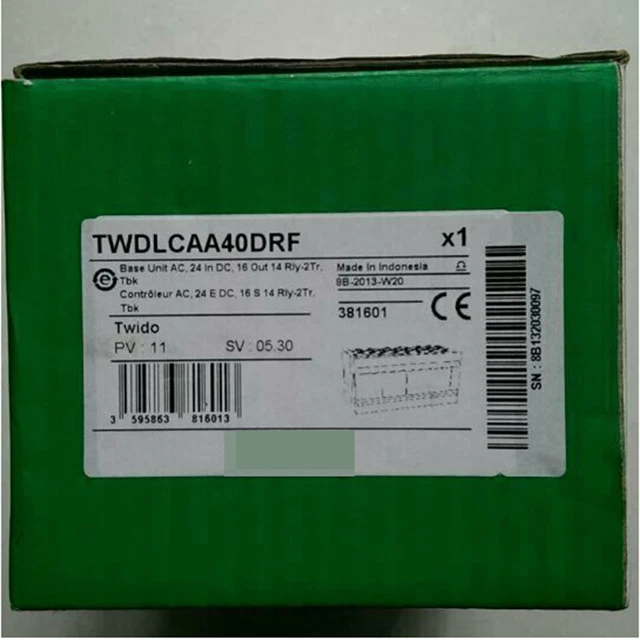 TWDLCAA40DRF x1
Base Unit AC, 24 In DC, 16 Out 14 Rly-2Tr,
Tbk
Contrôleur AC, 24 E DC, 16 S 14 Rly-2Tr,
Tbk
Twido
PV : 11 SV : 05.30
3 595863 816013
Made in Indonesia
8B-2013-W20
381601 CE
SN : 8B132030097